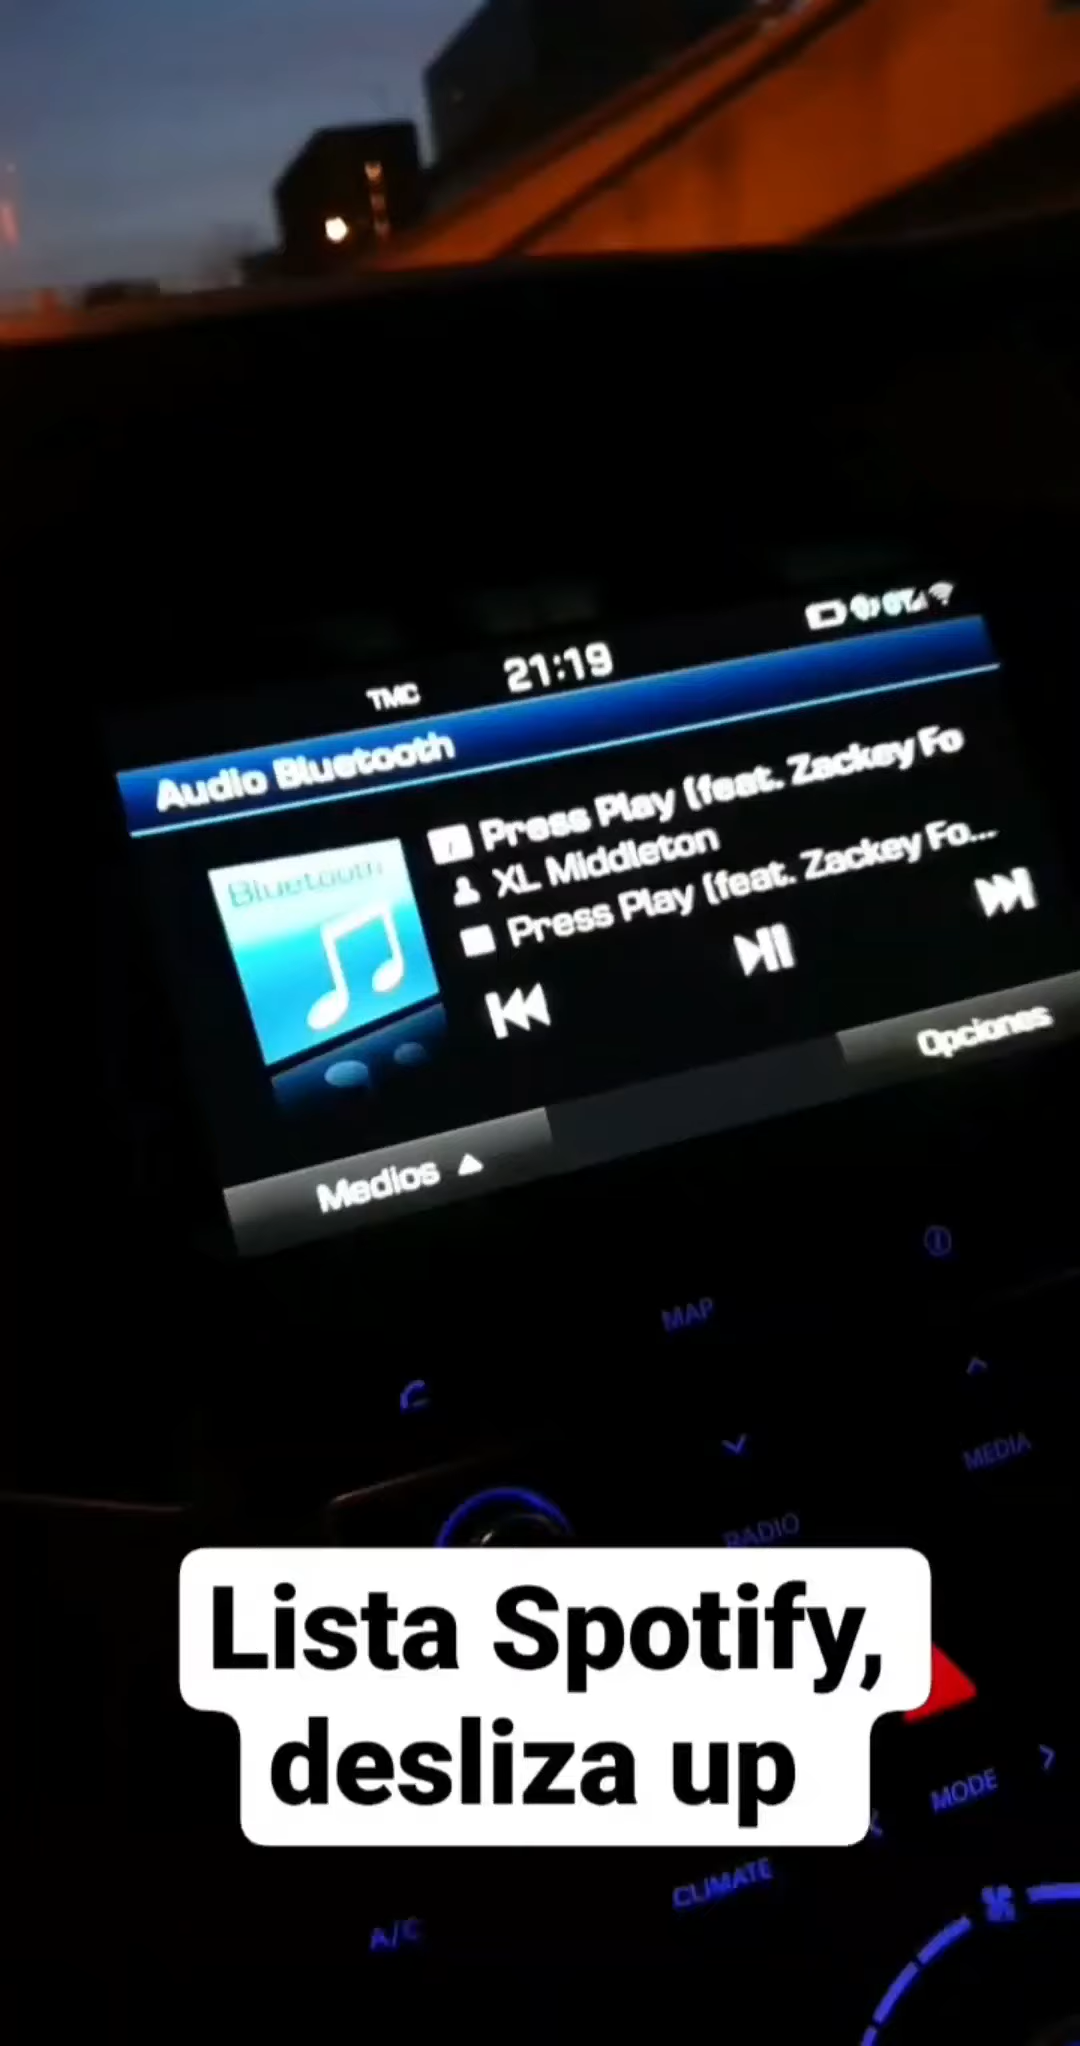 TMC 21:19
Audio Bluetooth
Bluetooth
Press Play (feat. Zackey Fo
XL Middleton
Press Play (feat. Zackey Fo...
Opciones
Medios
MAP
MEDIA
RADIO
Lista Spotify,
desliza up
MODE
CLIMATE
A/C